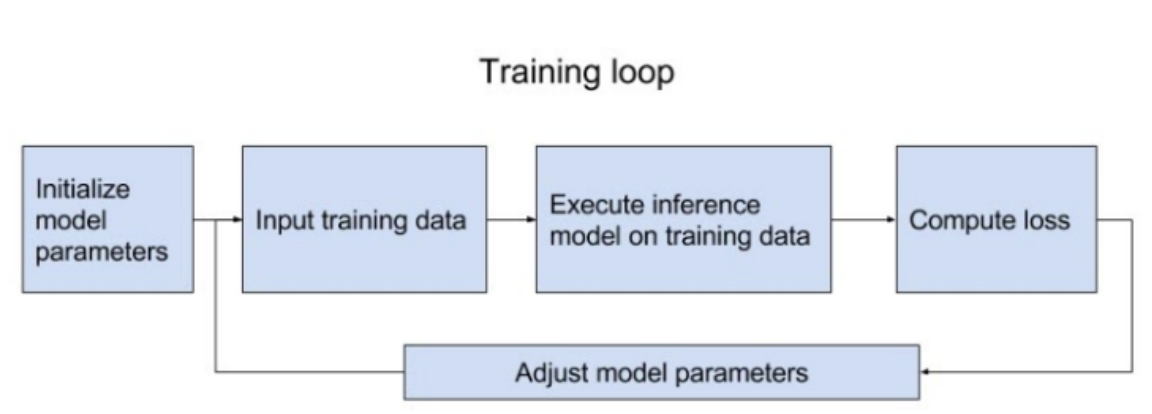 Training loop
Initialize
model
parameters
Input training data
Execute inference
model on training data
Compute loss
Adjust model parameters